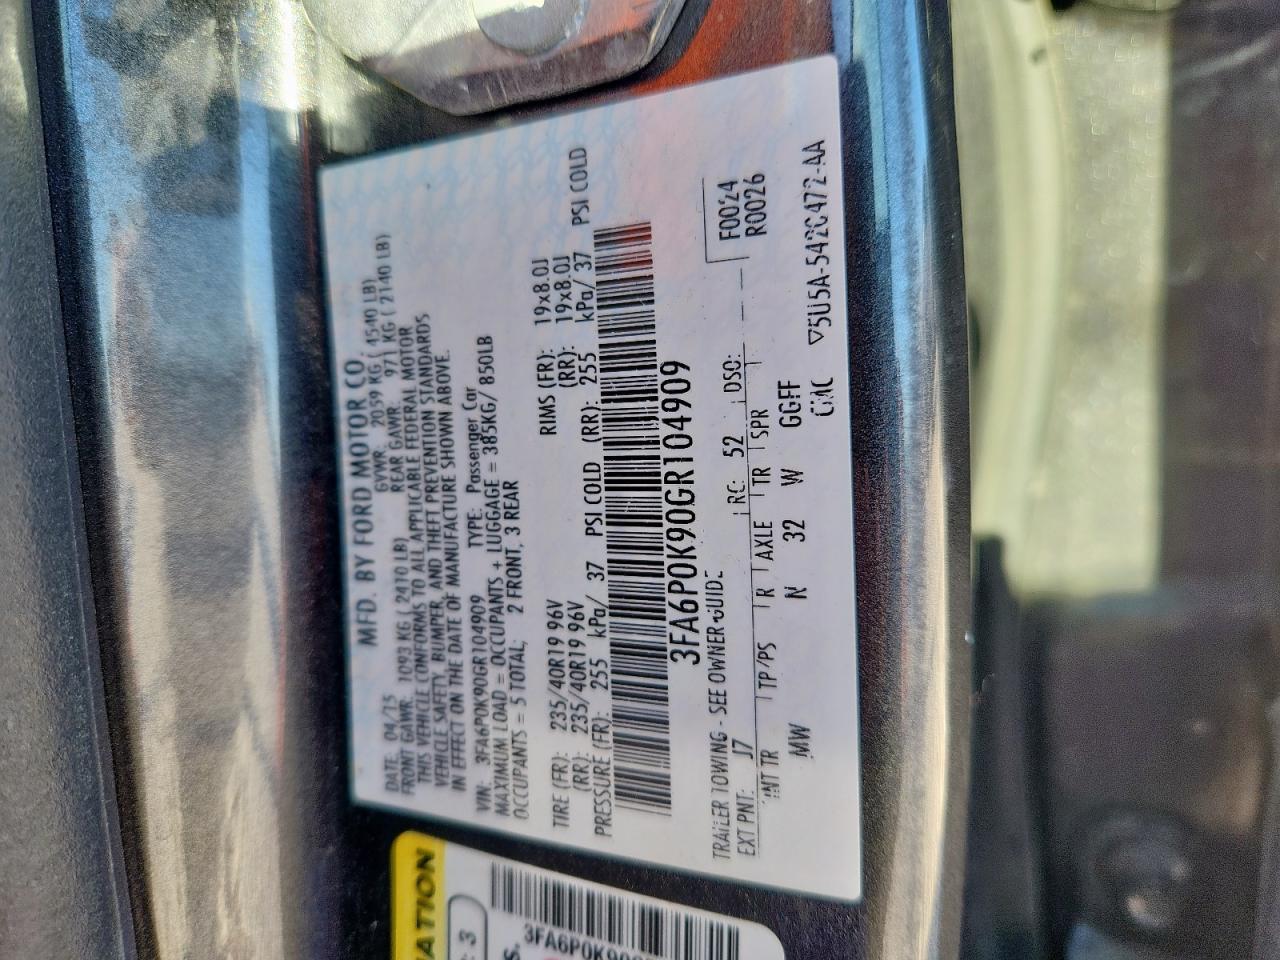 MFD. BY FORD MOTOR CO.
DATE: 04/15 GVWR: 2059 KG ( 4540 LB)
FRONT GAWR: 1093 KG ( 2410 LB) REAR GAWR: 971 KG ( 2140 LB)
THIS VEHICLE CONFORMS TO ALL APPLICABLE FEDERAL MOTOR
VEHICLE SAFETY, BUMPER, AND THEFT PREVENTION STANDARDS
IN EFFECT ON THE DATE OF MANUFACTURE SHOWN ABOVE.
VIN: 3FA6P0K90GR104909 TYPE: Passenger Car
MAXIMUM LOAD = OCCUPANTS + LUGGAGE = 385KG/ 850LB
OCCUPANTS = 5 TOTAL; 2 FRONT, 3 REAR
RIMS (FR): 19x8.0J
TIRE (FR): 235/40R19 96V (RR): 19x8.0J
(RR): 235/40R19 96V
PRESSURE (FR): 255 kPa/ 37 PSI COLD (RR): 255 kPa/ 37 PSI COLD
3FA6P0K90GR104909
F0024
R0026
TRAILER TOWING - SEE OWNER GUIDE
EXT PNT: J7 RC: 52 DSO:
INT TR TP/PS R AXLE TR SPR
MW N 32 W GGFF
5U5A-5420472-AA
ATION
3
3FA6P0K90